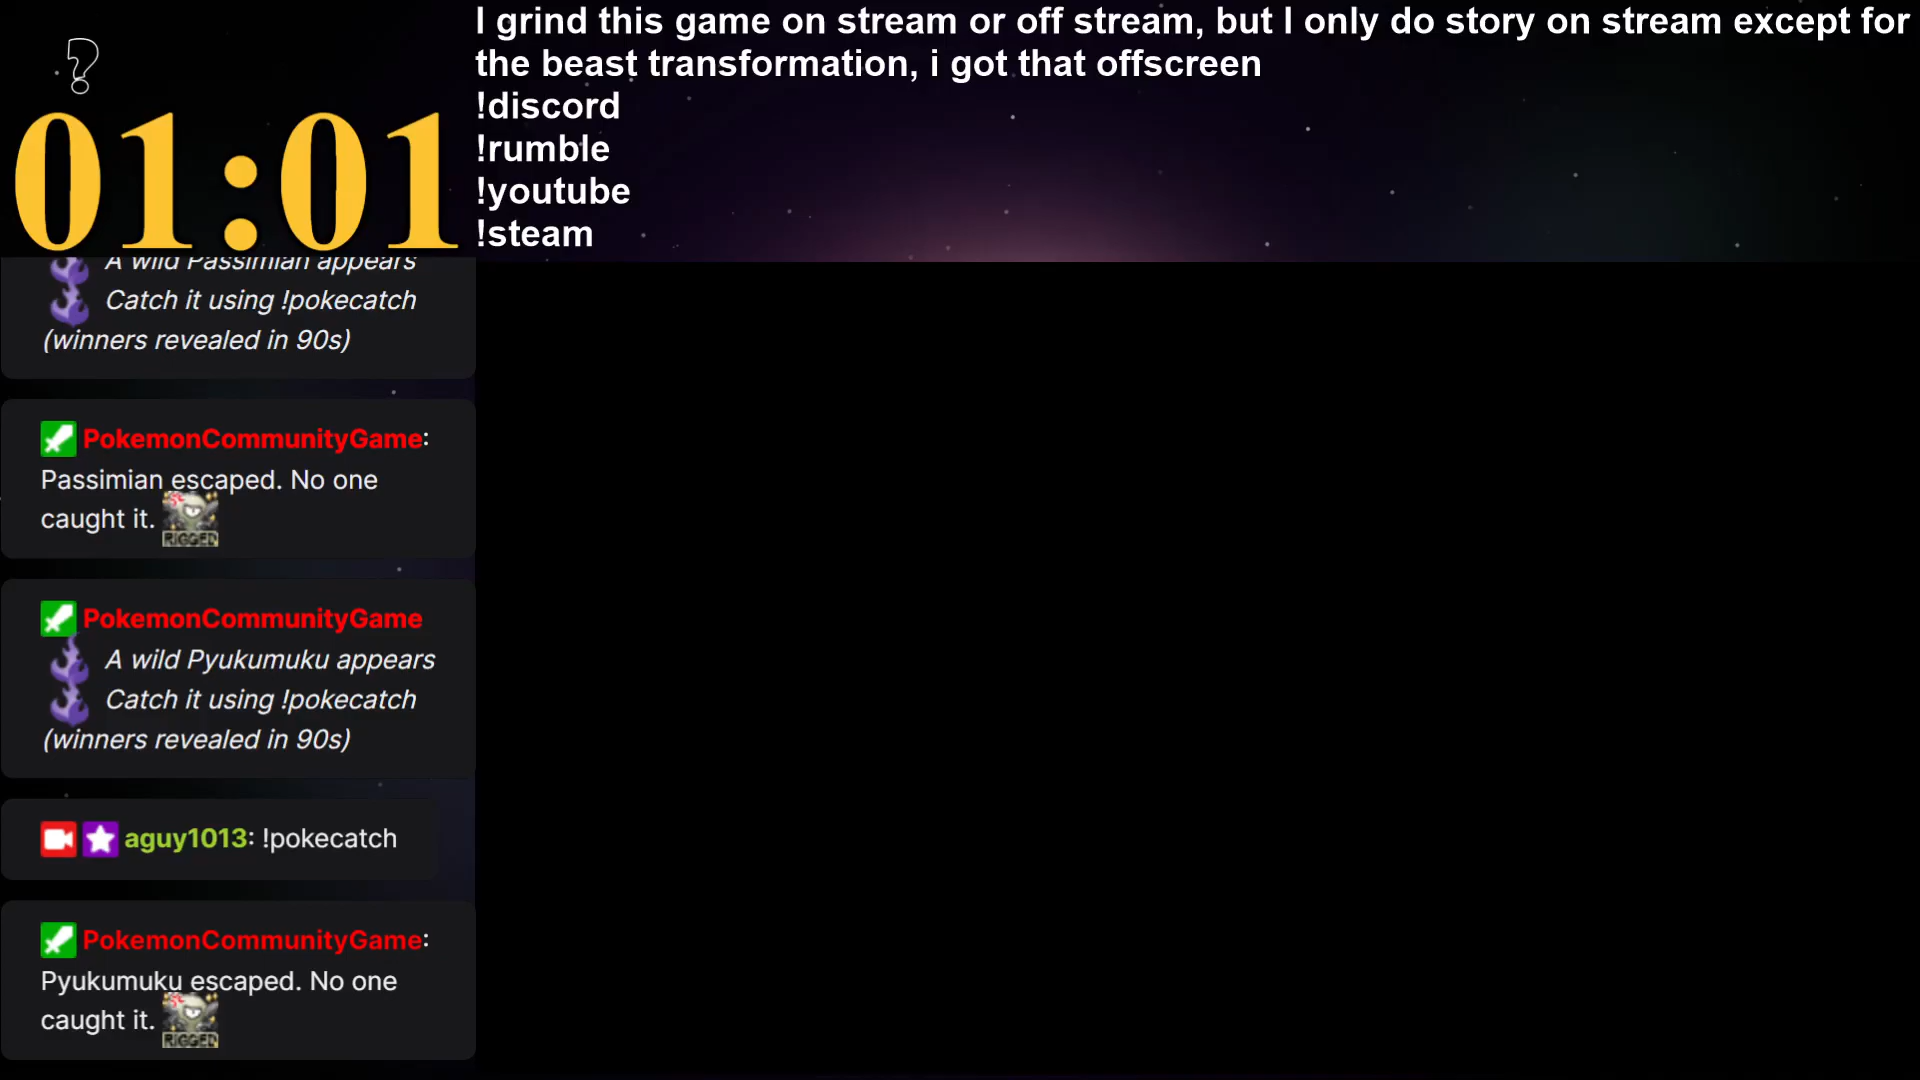 I grind this game on stream or off stream, but I only do story on stream except for
the beast transformation, i got that offscreen
!discord
!rumble
!youtube
!steam
?
01:01
A wild Passimian appears
Catch it using !pokecatch
(winners revealed in 90s)
PokemonCommunityGame:
Passimian escaped. No one
caught it.
RIGGED
PokemonCommunityGame
A wild Pyukumuku appears
Catch it using !pokecatch
(winners revealed in 90s)
aguy1013: !pokecatch
PokemonCommunityGame:
Pyukumuku escaped. No one
caught it.
RIGGED